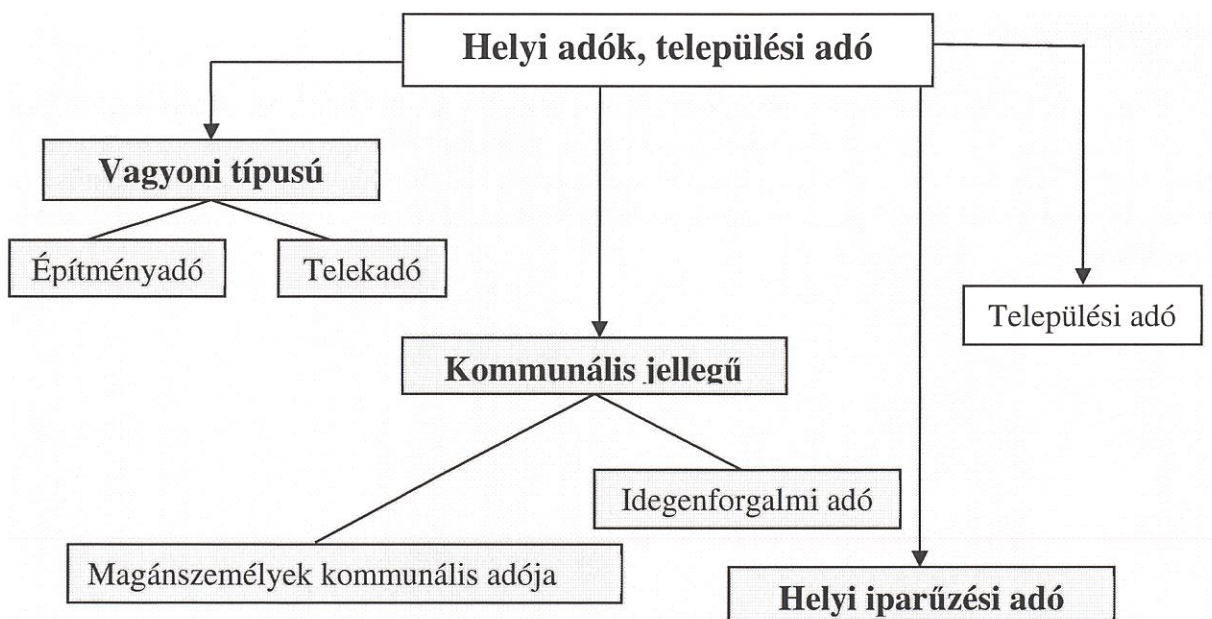 Helyi adók, települési adó
Vagyoni típusú
Építményadó
Telekadó
Települési adó
Kommunális jellegű
Idegenforgalmi adó
Magánszemélyek kommunális adója
Helyi iparűzési adó